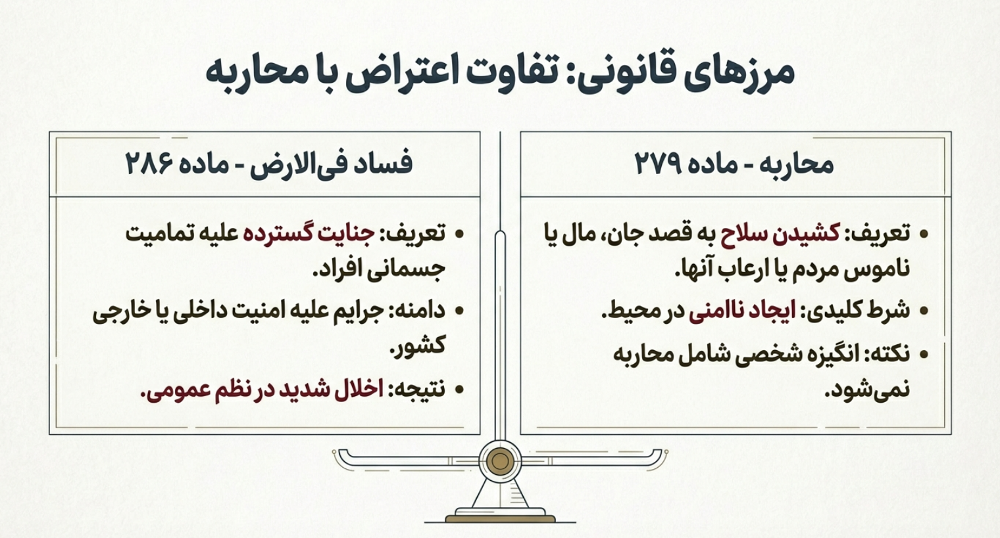 مرزهای قانونی: تفاوت اعتراض با محاربه
محاربه - ماده ۲۷۹
• تعریف: کشیدن سلاح به قصد جان، مال یا
ناموس مردم یا ارعاب آنها.
• شرط کلیدی: ایجاد ناامنی در محیط.
• نکته: انگیزه شخصی شامل محاربه
نمی‌شود.
فساد فی‌الارض - ماده ۲۸۶
• تعریف: جنایت گسترده علیه تمامیت
جسمانی افراد.
• دامنه: جرایم علیه امنیت داخلی یا خارجی
کشور.
• نتیجه: اخلال شدید در نظم عمومی.